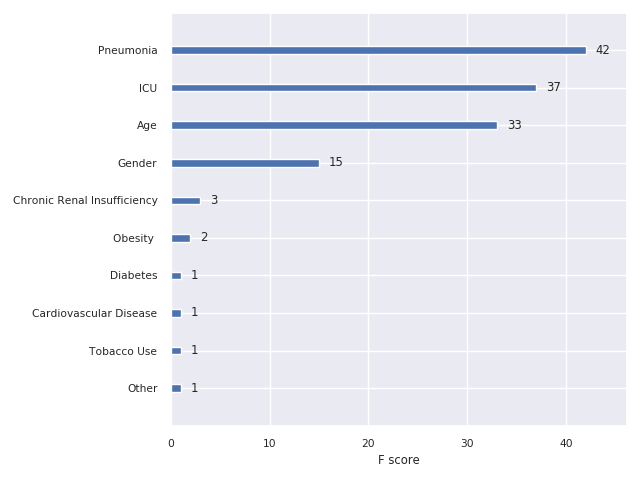 Pneumonia 42
ICU 37
Age 33
Gender 15
Chronic Renal Insufficiency 3
Obesity 2
Diabetes 1
Cardiovascular Disease 1
Tobacco Use 1
Other 1
0 10 20 30 40
F score